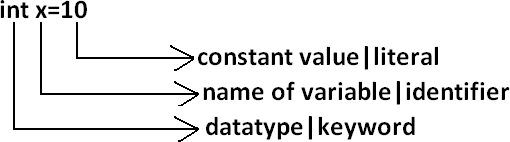 int x=10
constant value|literal
name of variable|identifier
datatype|keyword